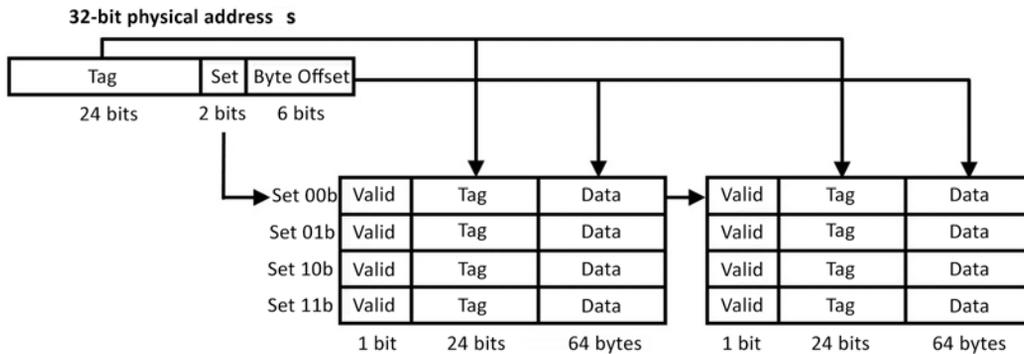 32-bit physical address s
Tag Set Byte Offset
24 bits 2 bits 6 bits
Set 00b Valid Tag Data Valid Tag Data
Set 01b Valid Tag Data Valid Tag Data
Set 10b Valid Tag Data Valid Tag Data
Set 11b Valid Tag Data Valid Tag Data
1 bit 24 bits 64 bytes 1 bit 24 bits 64 bytes